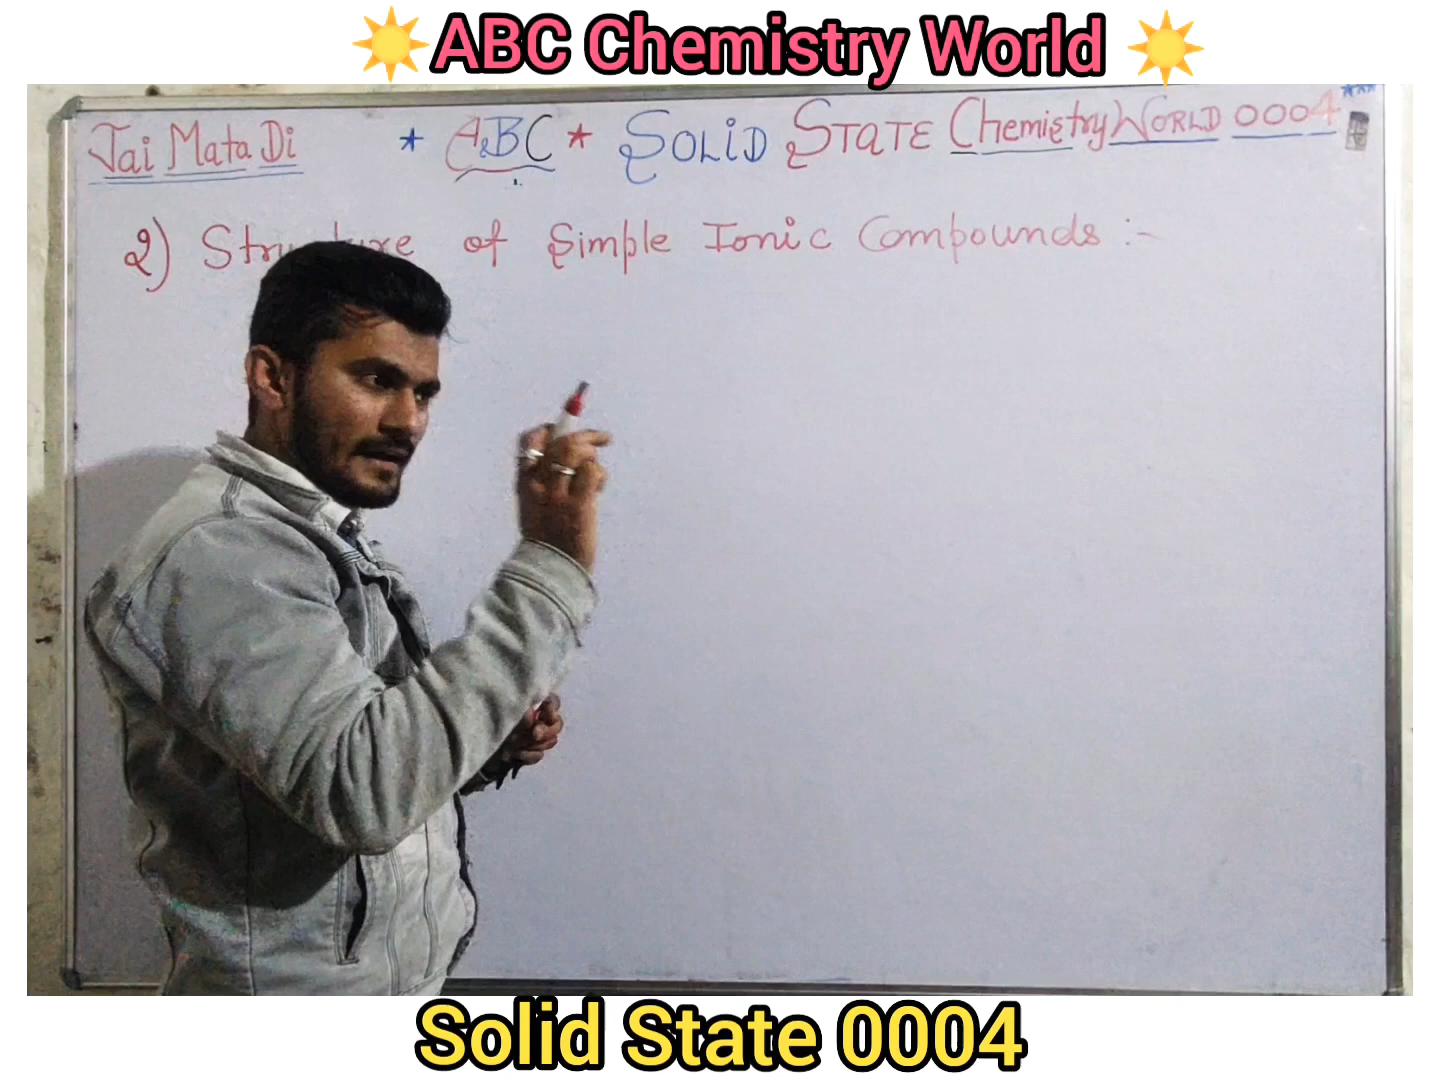 ABC Chemistry World
Jai Mata Di * ABC * SOLID STATE Chemistry WORLD 0004
2) Structure of Simple Ionic Compounds :-
Solid State 0004